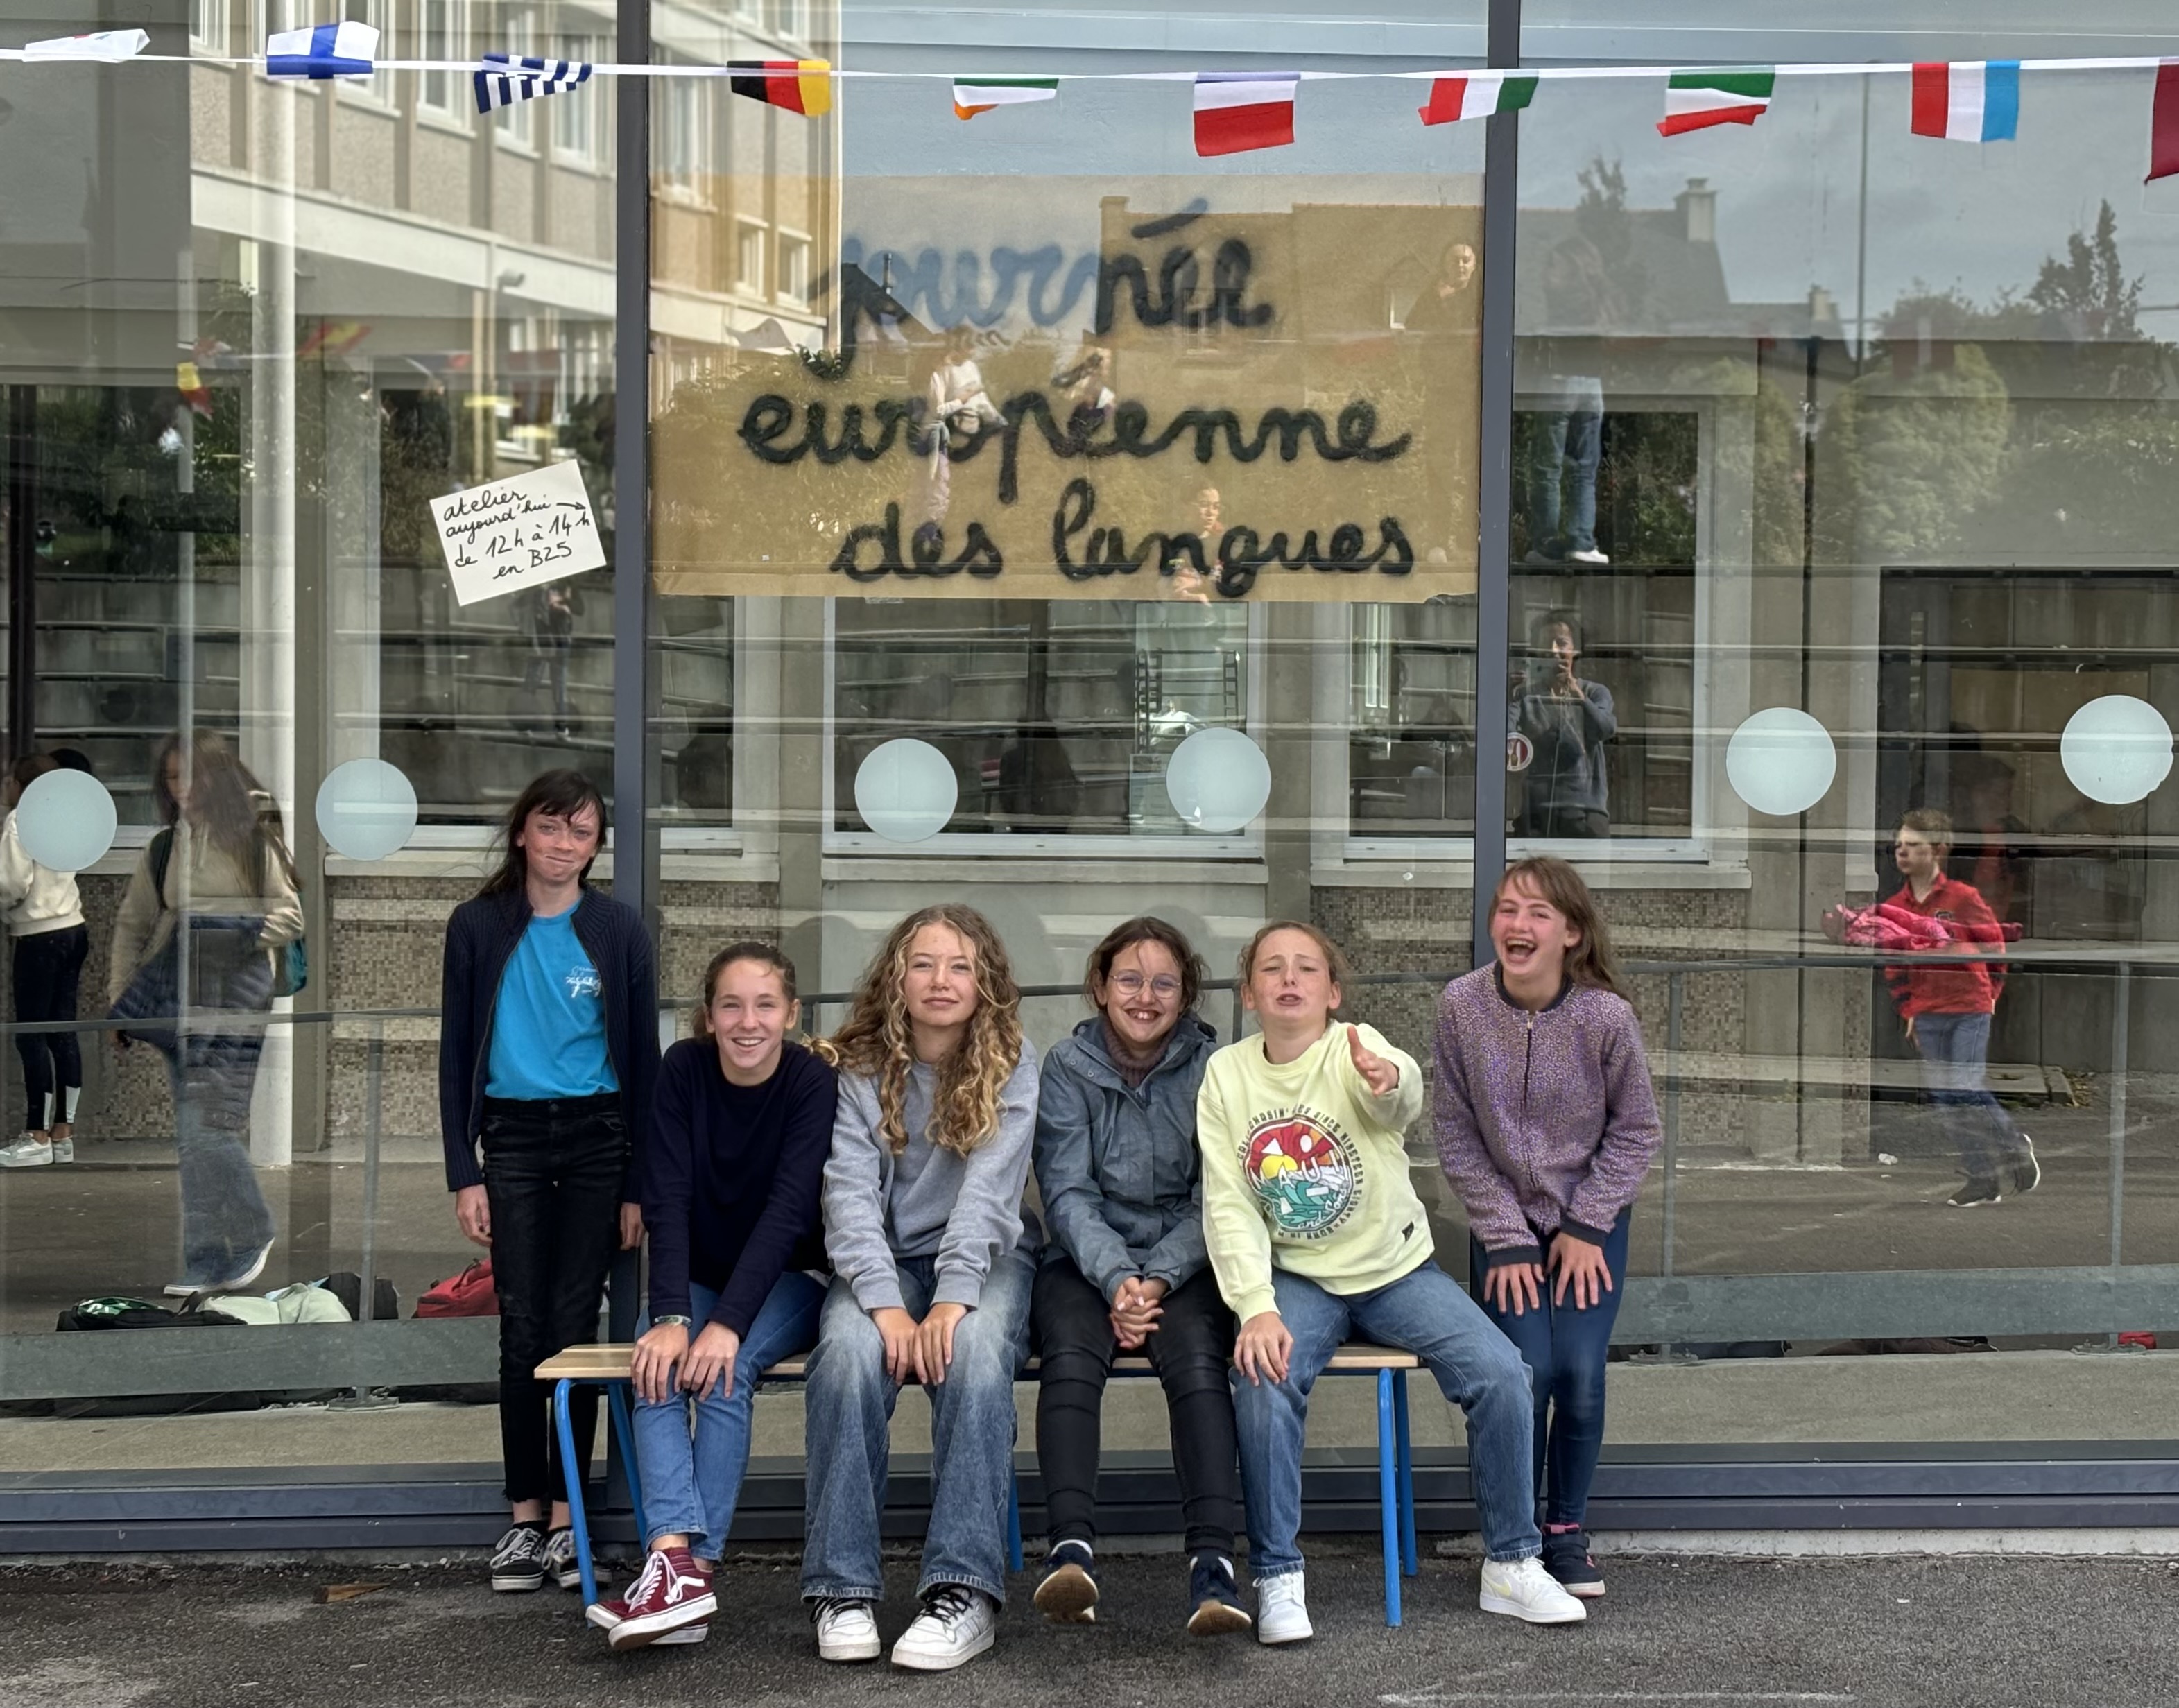 journée
européenne
des langues
atelier
aujourd'hui →
de 12h à 14h
en B25